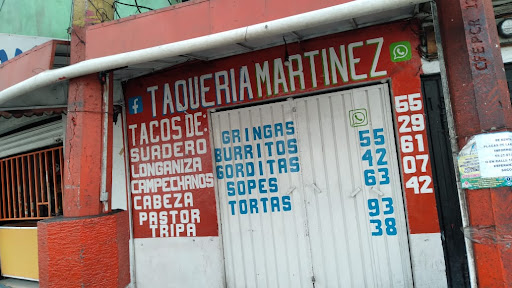 TAQUERIA MARTINEZ
TACOS DE:
SUADERO
LONGANIZA
CAMPECHANOS
CABEZA
PASTOR
TRIPA
GRINGAS
BURRITOS
GORDITAS
SOPES
TORTAS
55
42
63
93
38
55
29
61
07
42